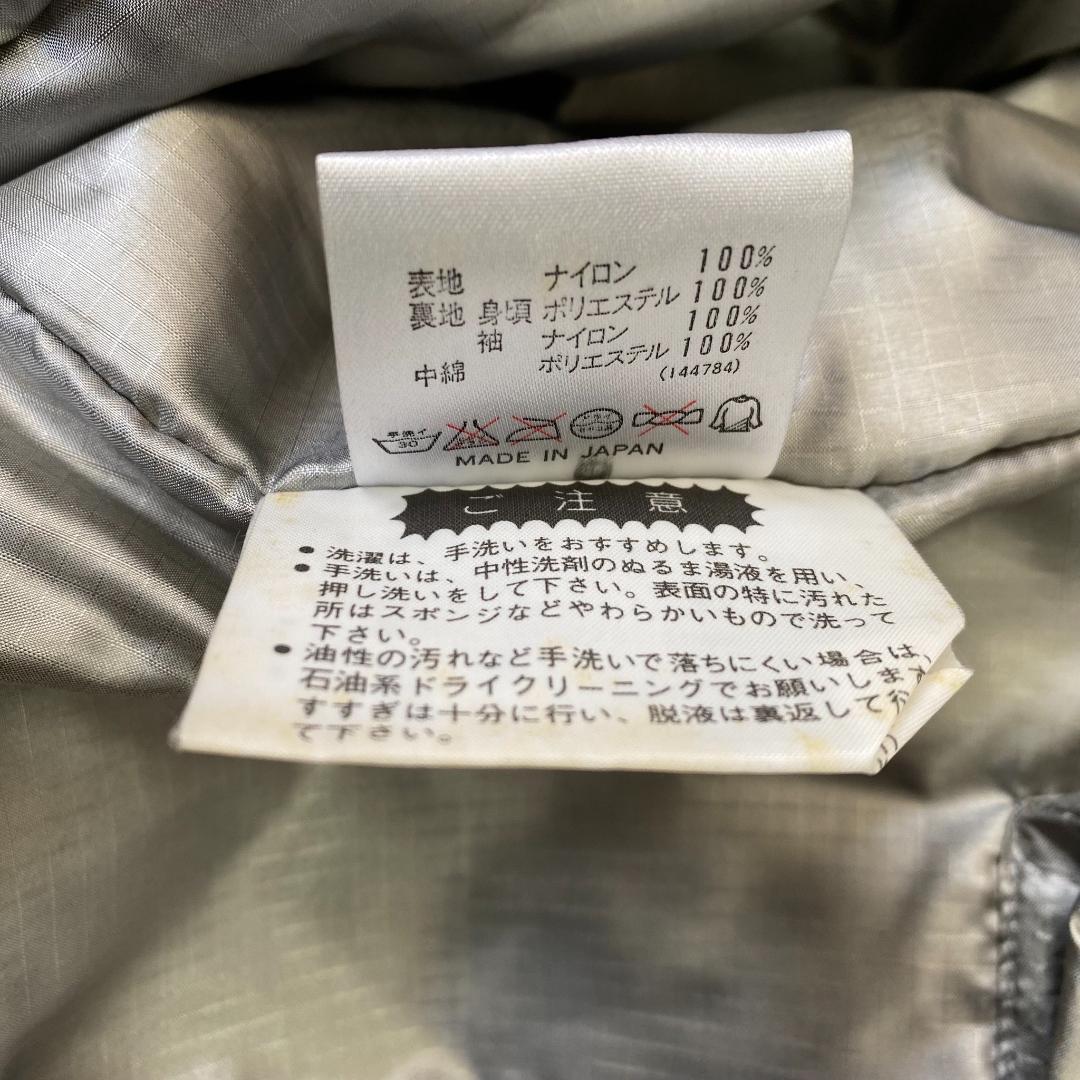 表地 ナイロン 100%
裏地 身頃 ポリエステル 100%
袖 ナイロン 100%
中綿 ポリエステル 100%
(144784)
手洗イ
30
MADE IN JAPAN
ご注意
●洗濯は、手洗いをおすすめします。
●手洗いは、中性洗剤のぬるま湯液を用い、
押し洗いをして下さい。表面の特に汚れた
所はスポンジなどやわらかいもので洗って
下さい。
●油性の汚れなど手洗いで落ちにくい場合は、
石油系ドライクリーニングでお願いします
すすぎは十分に行い、脱液は裏返して
て下さい。